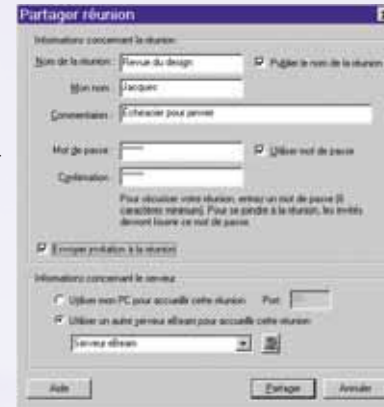 Partager réunion
Informations concernant la réunion
Nom de la réunion : Revue du design
Publier le nom de la réunion
Mon nom : Jacques
Commentaires : Echéancier pour janvier
Mot de passe :
Utiliser mot de passe
Confirmation :
Pour sécuriser votre réunion, entrez un mot de passe (6
caractères minimum). Pour se joindre à la réunion, les invités
devront fournir ce mot de passe.
Envoyer invitation à la réunion
Informations concernant le serveur
Utiliser mon PC pour accueillir cette réunion Port :
Utiliser un autre serveur eBeam pour accueillir cette réunion
Serveur eBeam
Aide
Partager
Annuler